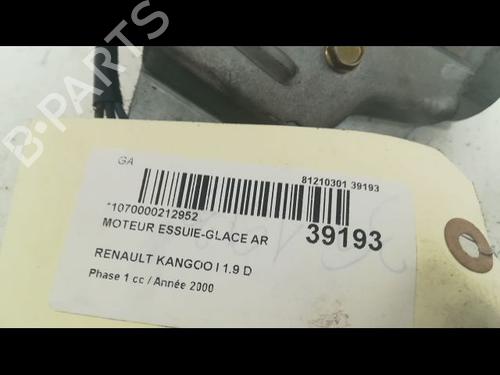 B-PARTS
GA
81210301 39193
*1070000212952
MOTEUR ESSUIE-GLACE AR
39193
RENAULT KANGOO I 1.9 D
Phase 1 cc / Année 2000